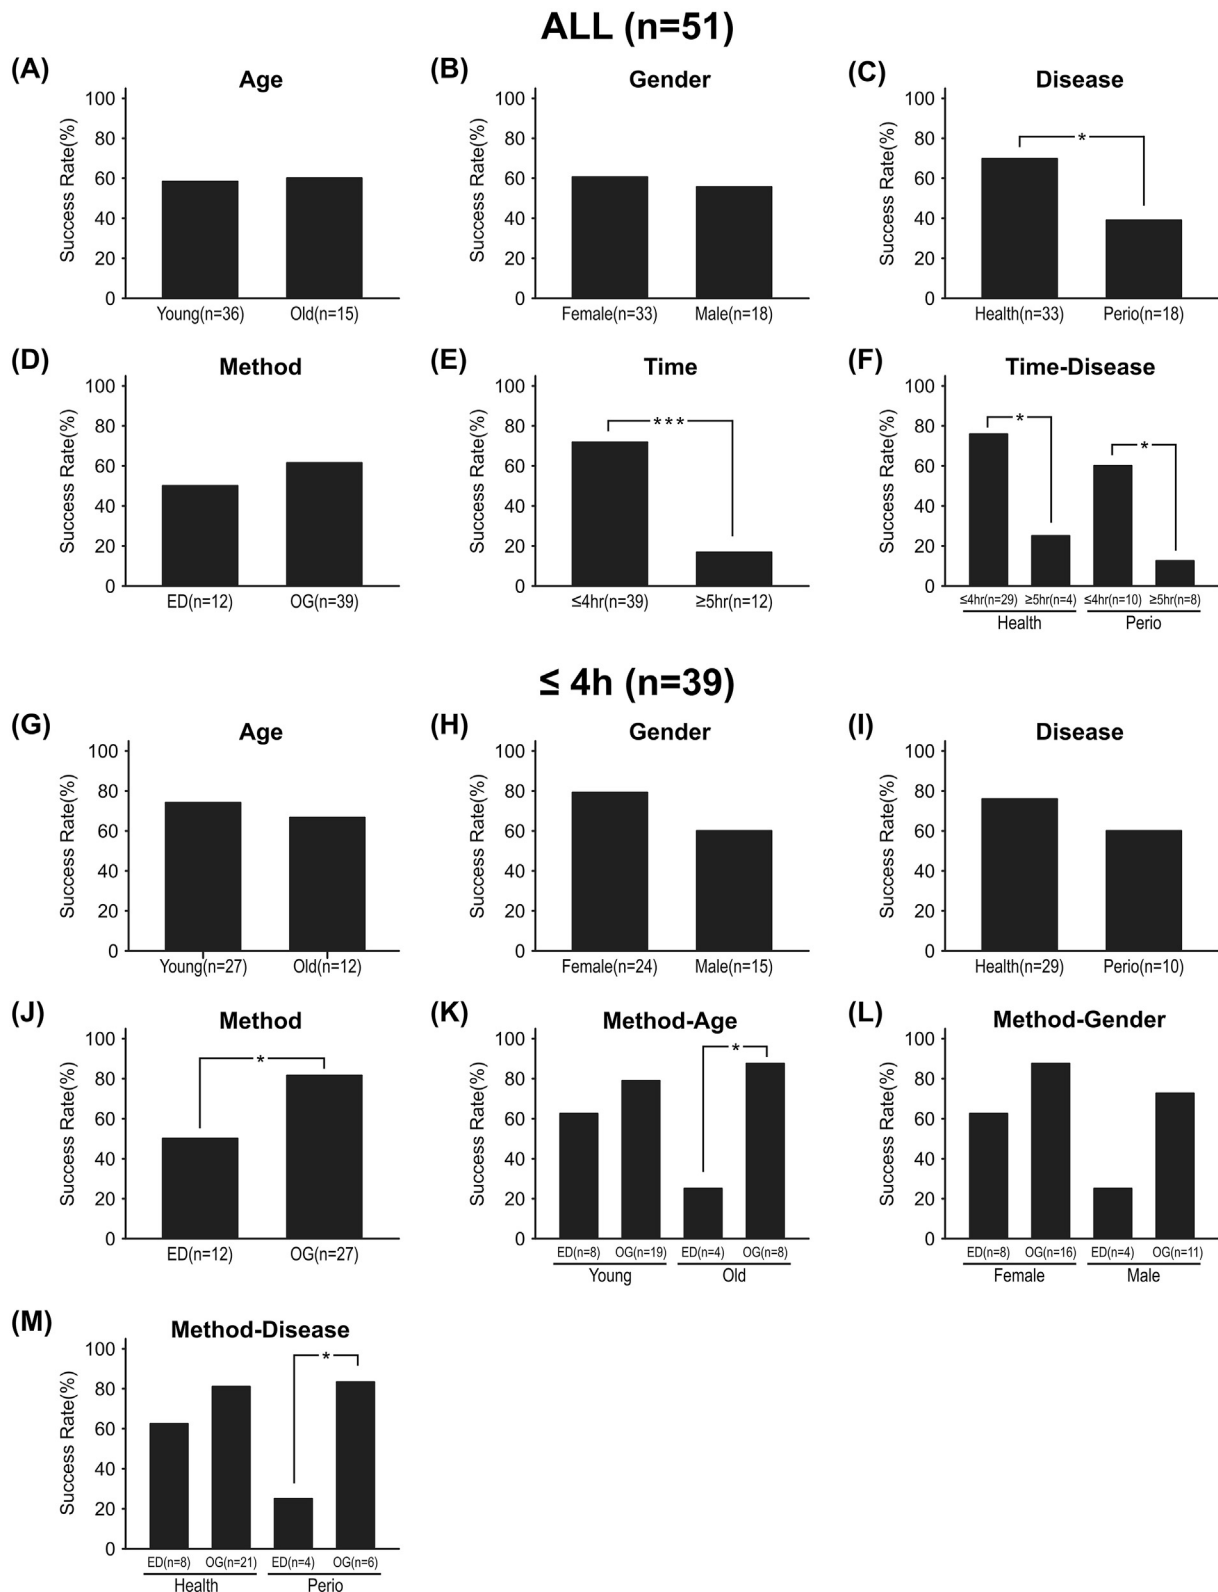 ALL (n=51)
(A)
Age
Success Rate(%)
100
80
60
40
20
0
Young(n=36) Old(n=15)
(B)
Gender
Success Rate(%)
100
80
60
40
20
0
Female(n=33) Male(n=18)
(C)
Disease
Success Rate(%)
100
80
60
40
20
0
*
Health(n=33) Perio(n=18)
(D)
Method
Success Rate(%)
100
80
60
40
20
0
ED(n=12) OG(n=39)
(E)
Time
Success Rate(%)
100
80
60
40
20
0
***
≤4hr(n=39) ≥5hr(n=12)
(F)
Time-Disease
Success Rate(%)
100
80
60
40
20
0
*
*
≤4hr(n=29) ≥5hr(n=4) ≤4hr(n=10) ≥5hr(n=8)
Health Perio
≤ 4h (n=39)
(G)
Age
Success Rate(%)
100
80
60
40
20
0
Young(n=27) Old(n=12)
(H)
Gender
Success Rate(%)
100
80
60
40
20
0
Female(n=24) Male(n=15)
(I)
Disease
Success Rate(%)
100
80
60
40
20
0
Health(n=29) Perio(n=10)
(J)
Method
Success Rate(%)
100
80
60
40
20
0
*
ED(n=12) OG(n=27)
(K)
Method-Age
Success Rate(%)
100
80
60
40
20
0
*
ED(n=8) OG(n=19) ED(n=4) OG(n=8)
Young Old
(L)
Method-Gender
Success Rate(%)
100
80
60
40
20
0
ED(n=8) OG(n=16) ED(n=4) OG(n=11)
Female Male
(M)
Method-Disease
Success Rate(%)
100
80
60
40
20
0
*
ED(n=8) OG(n=21) ED(n=4) OG(n=6)
Health Perio